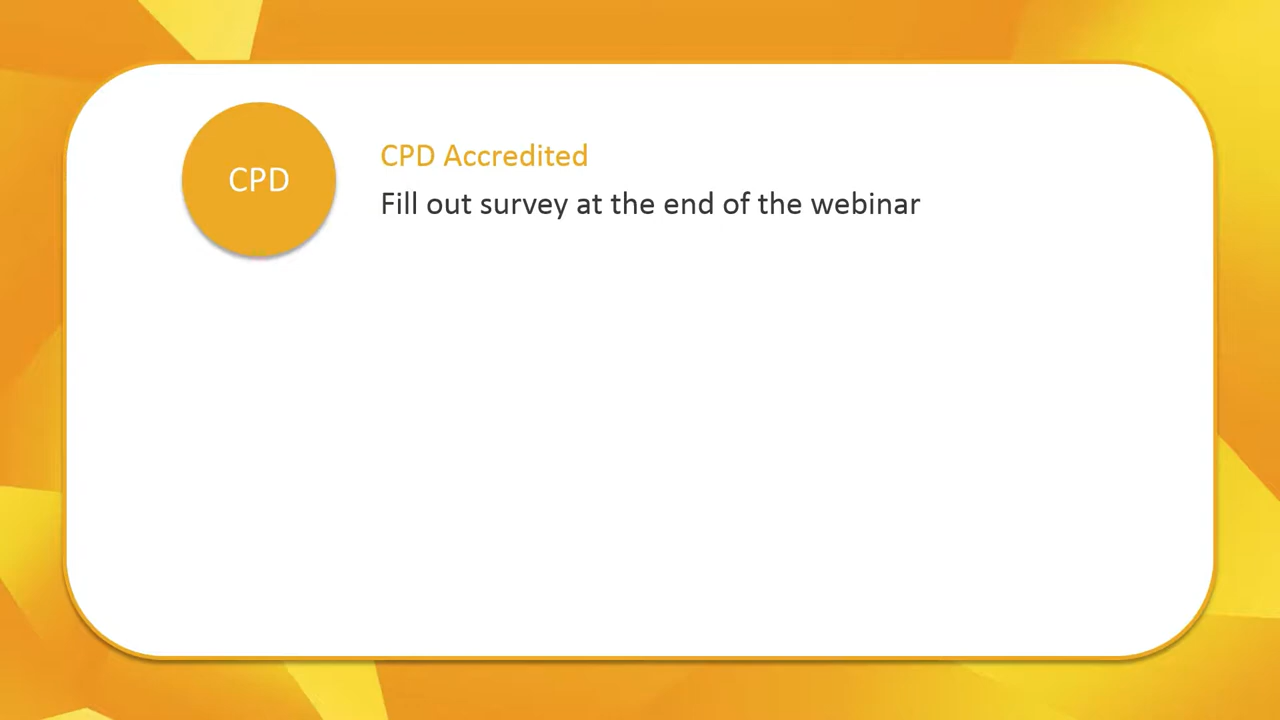 CPD
CPD Accredited
Fill out survey at the end of the webinar